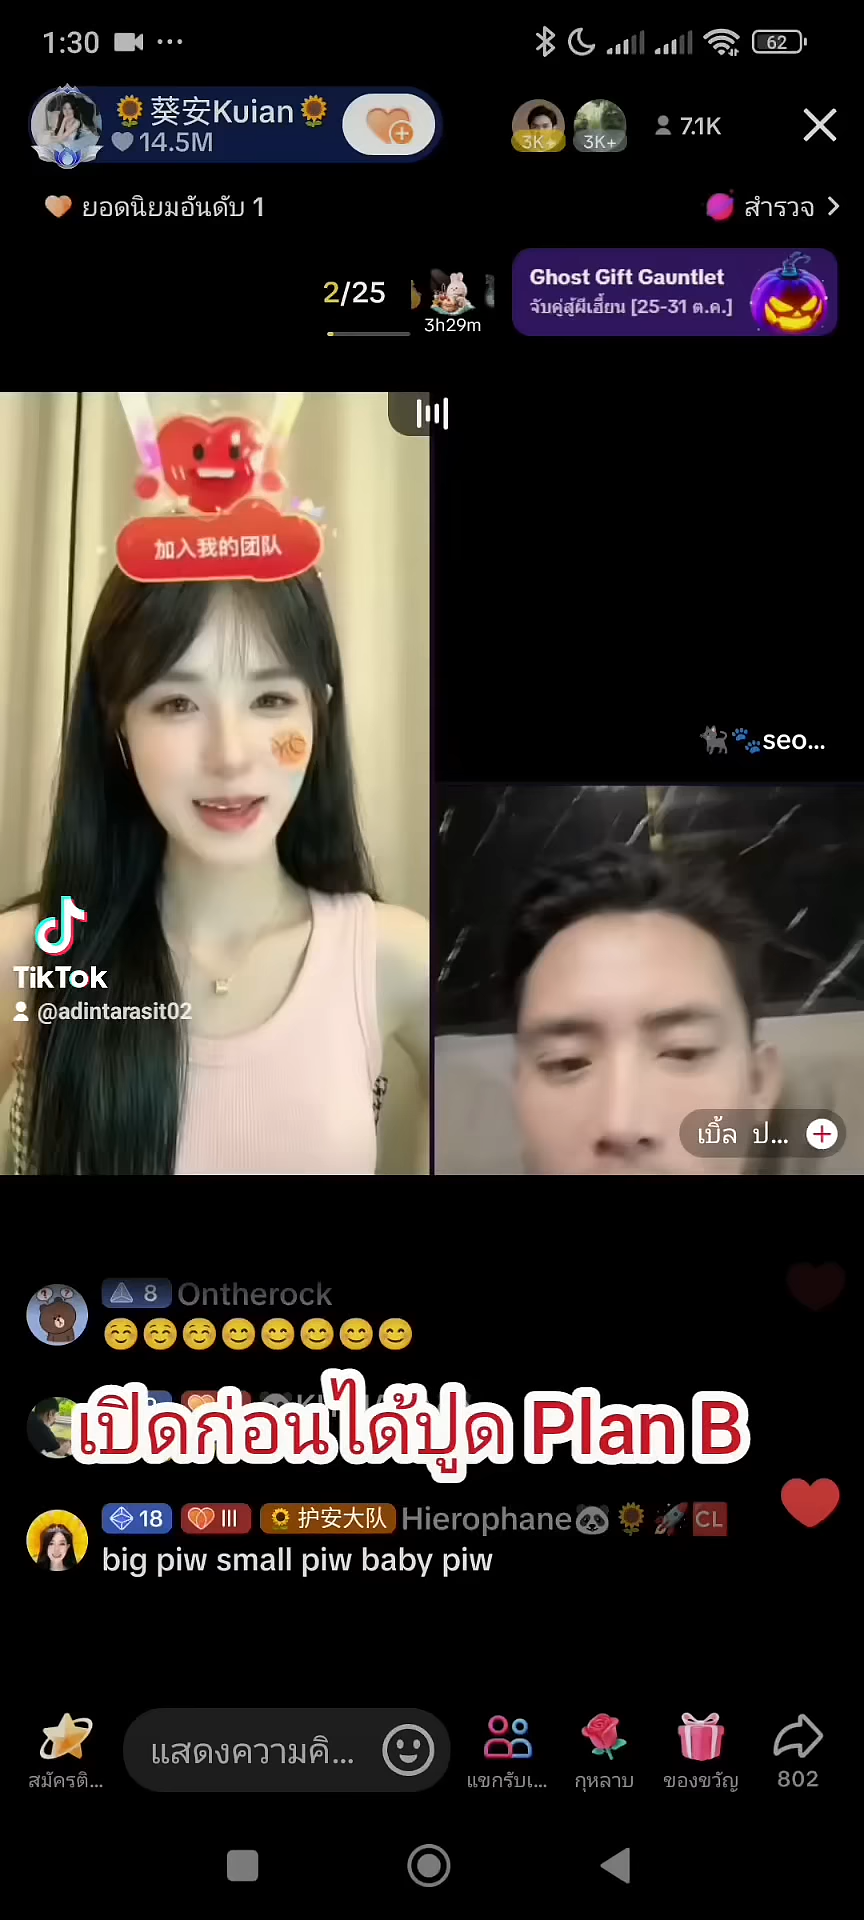 1:30
62
🌻葵安Kuian🌻
14.5M
3K+
3K+
7.1K
ยอดนิยมอันดับ 1
สำรวจ
2/25
3h29m
Ghost Gift Gauntlet
จับคู่สู้ผีเฮี้ยน [25-31 ต.ค.]
加入我的团队
🐈‍⬛🐾seo...
TikTok
@adintarasit02
เบิ้ล ป...
8 Ontherock
😊😊😊😊😊😊😊😊
เปิดก่อนได้ปูด Plan B
18 III 🌻护安大队 Hierophane🐼🌻🚀CL
big piw small piw baby piw
สมัครติ...
แสดงความคิ...
แขกรับเ...
กุหลาบ
ของขวัญ
802